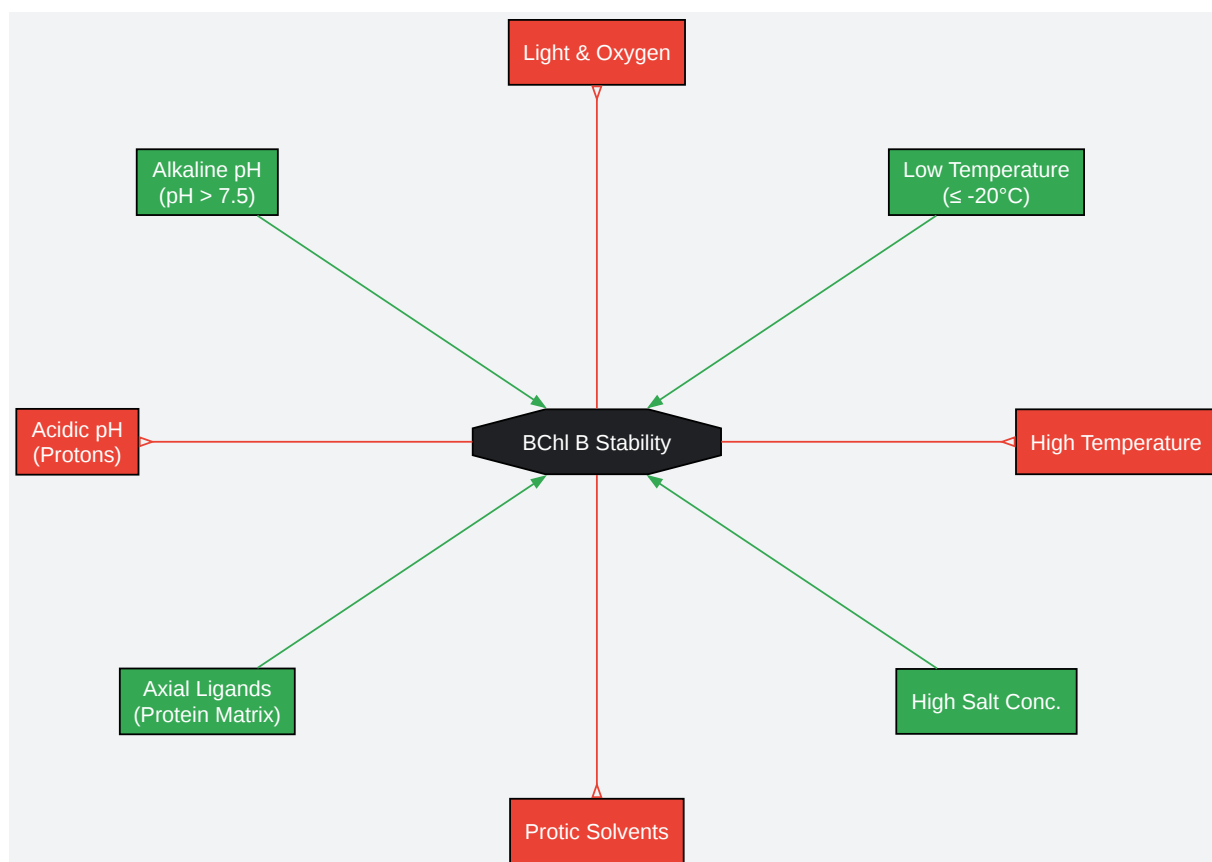 Light & Oxygen
Alkaline pH
(pH > 7.5)
Low Temperature
(≤ -20°C)
Acidic pH
(Protons)
BChl B Stability
High Temperature
Axial Ligands
(Protein Matrix)
High Salt Conc.
Protic Solvents